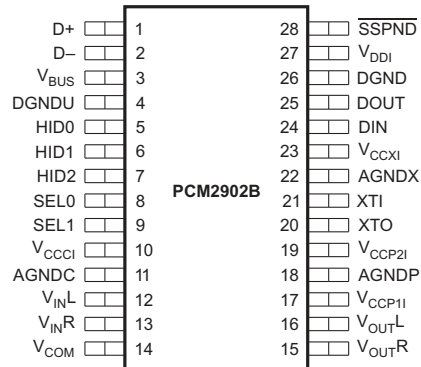 D+ 1 28 SSPND
D– 2 27 VDDI
VBUS 3 26 DGND
DGNDU 4 25 DOUT
HID0 5 24 DIN
HID1 6 23 VCCXI
HID2 7 22 AGNDX
PCM2902B
SEL0 8 21 XTI
SEL1 9 20 XTO
VCCCI 10 19 VCCP2I
AGNDC 11 18 AGNDP
VINL 12 17 VCCP1I
VINR 13 16 VOUTL
VCOM 14 15 VOUTR